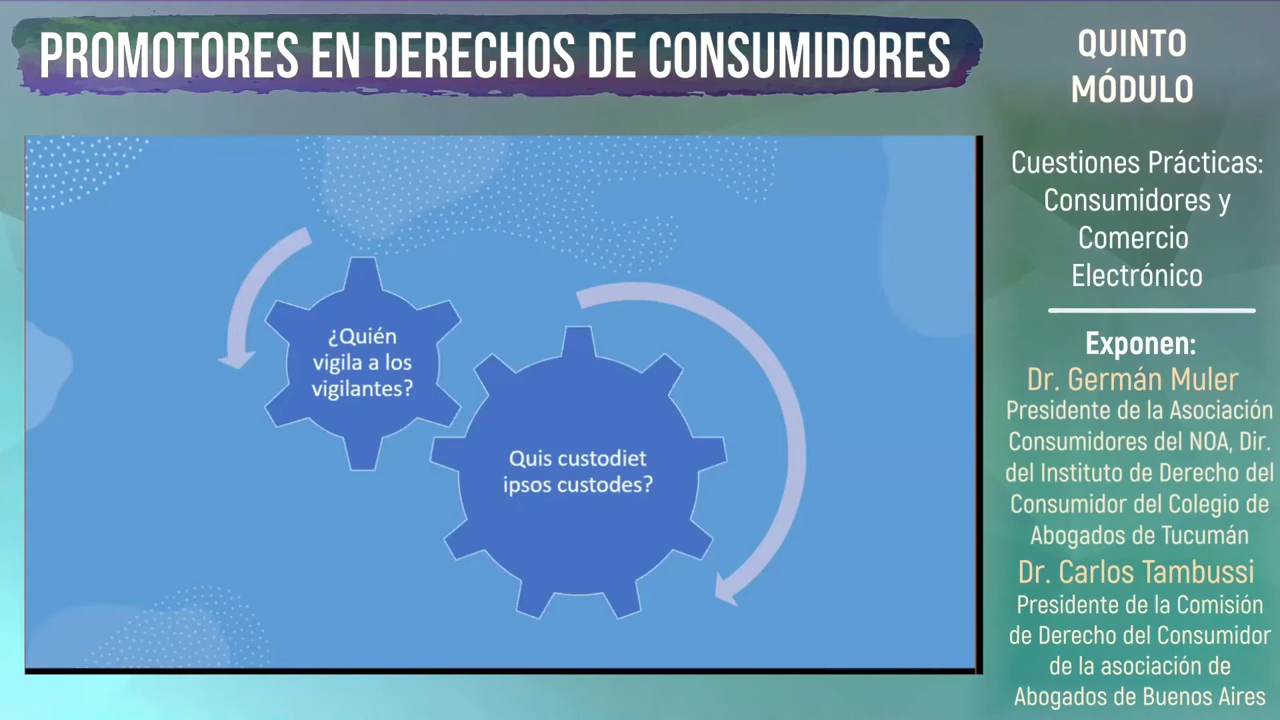 PROMOTORES EN DERECHOS DE CONSUMIDORES
¿Quién
vigila a los
vigilantes?
Quis custodiet
ipsos custodes?
QUINTO
MÓDULO
Cuestiones Prácticas:
Consumidores y
Comercio
Electrónico
Exponen:
Dr. Germán Muler
Presidente de la Asociación
Consumidores del NOA, Dir.
del Instituto de Derecho del
Consumidor del Colegio de
Abogados de Tucumán
Dr. Carlos Tambussi
Presidente de la Comisión
de Derecho del Consumidor
de la asociación de
Abogados de Buenos Aires